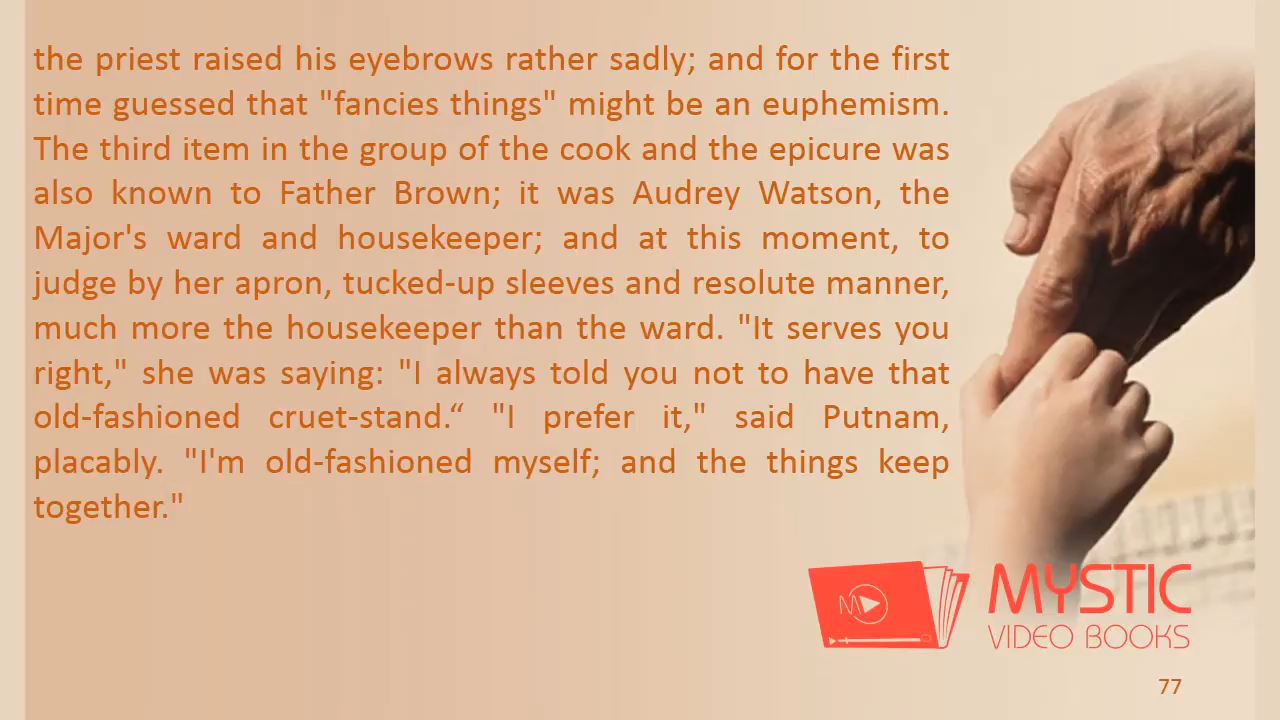 the priest raised his eyebrows rather sadly; and for the first
time guessed that "fancies things" might be an euphemism.
The third item in the group of the cook and the epicure was
also known to Father Brown; it was Audrey Watson, the
Major's ward and housekeeper; and at this moment, to
judge by her apron, tucked-up sleeves and resolute manner,
much more the housekeeper than the ward. "It serves you
right," she was saying: "I always told you not to have that
old-fashioned cruet-stand.“ "I prefer it," said Putnam,
placably. "I'm old-fashioned myself; and the things keep
together."
MYSTIC
VIDEO BOOKS
77